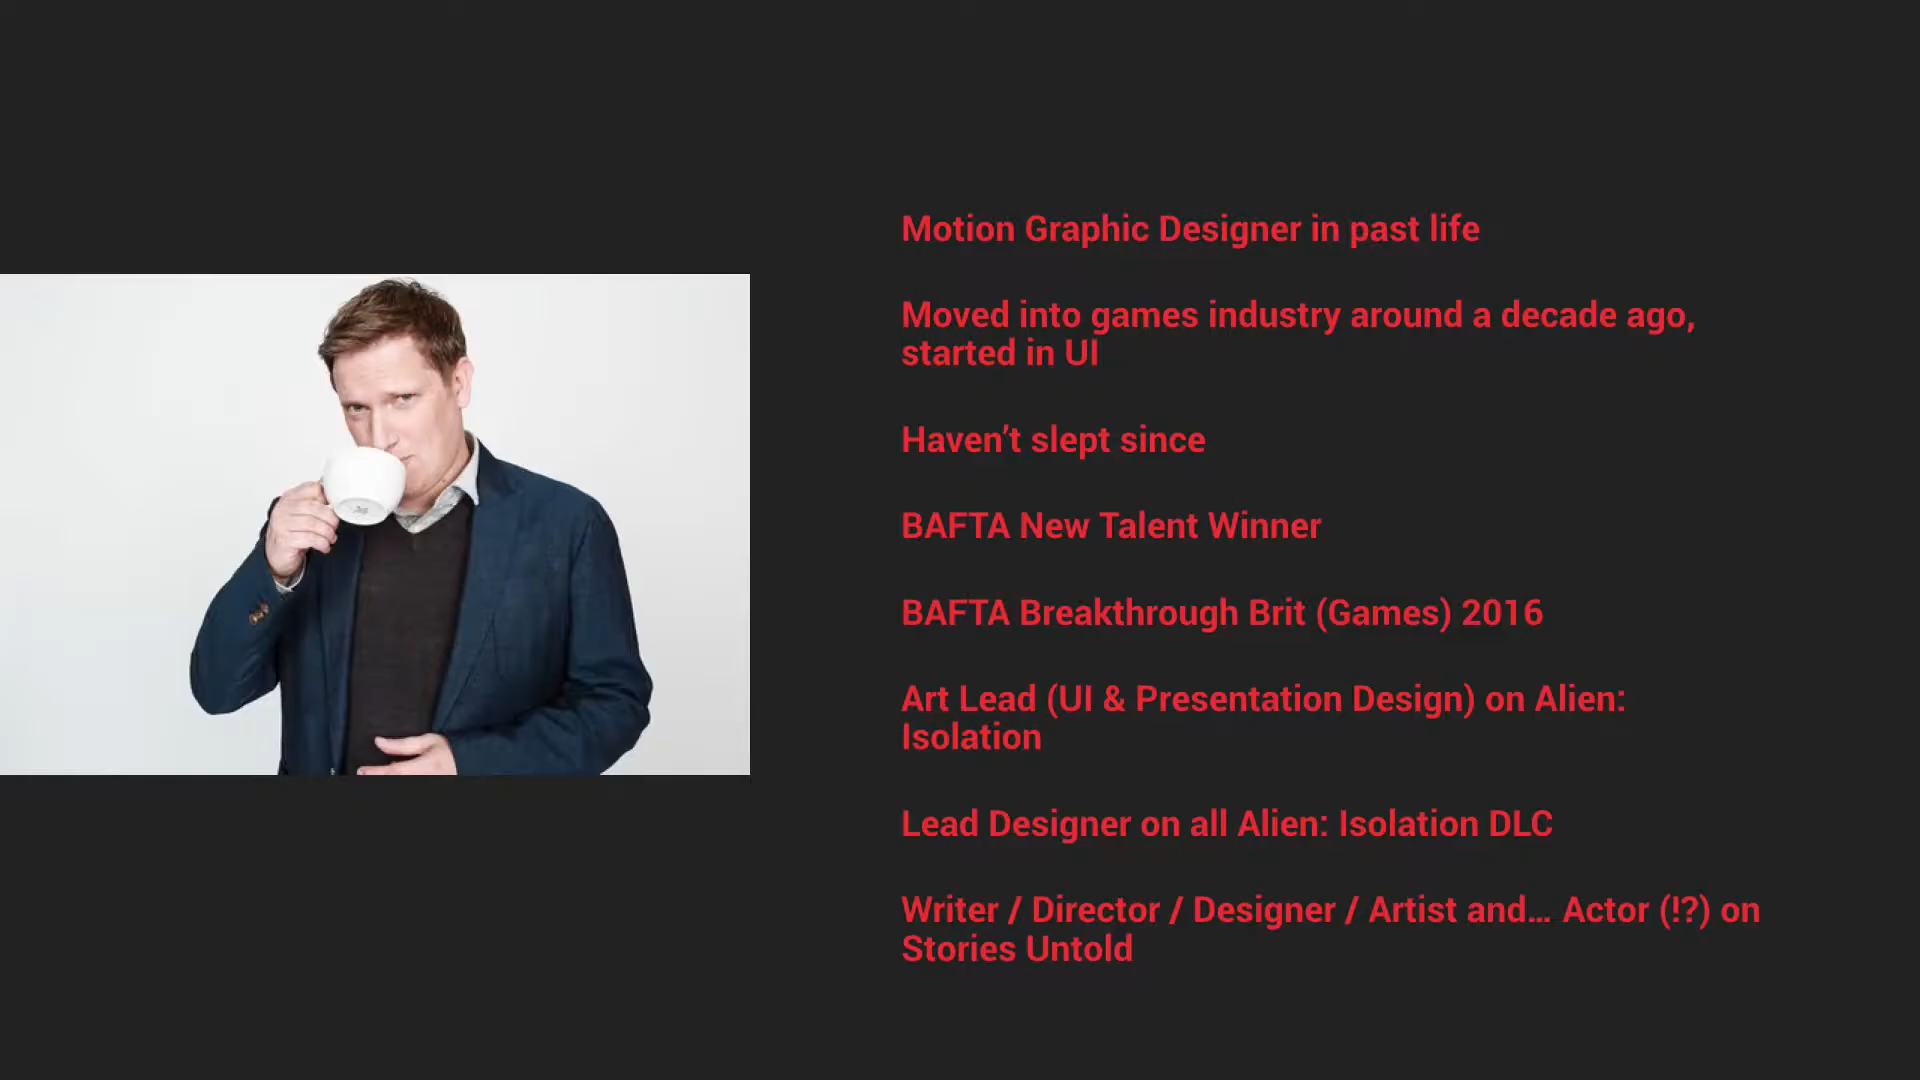 Motion Graphic Designer in past life
Moved into games industry around a decade ago,
started in UI
Haven’t slept since
BAFTA New Talent Winner
BAFTA Breakthrough Brit (Games) 2016
Art Lead (UI & Presentation Design) on Alien:
Isolation
Lead Designer on all Alien: Isolation DLC
Writer / Director / Designer / Artist and… Actor (!?) on
Stories Untold